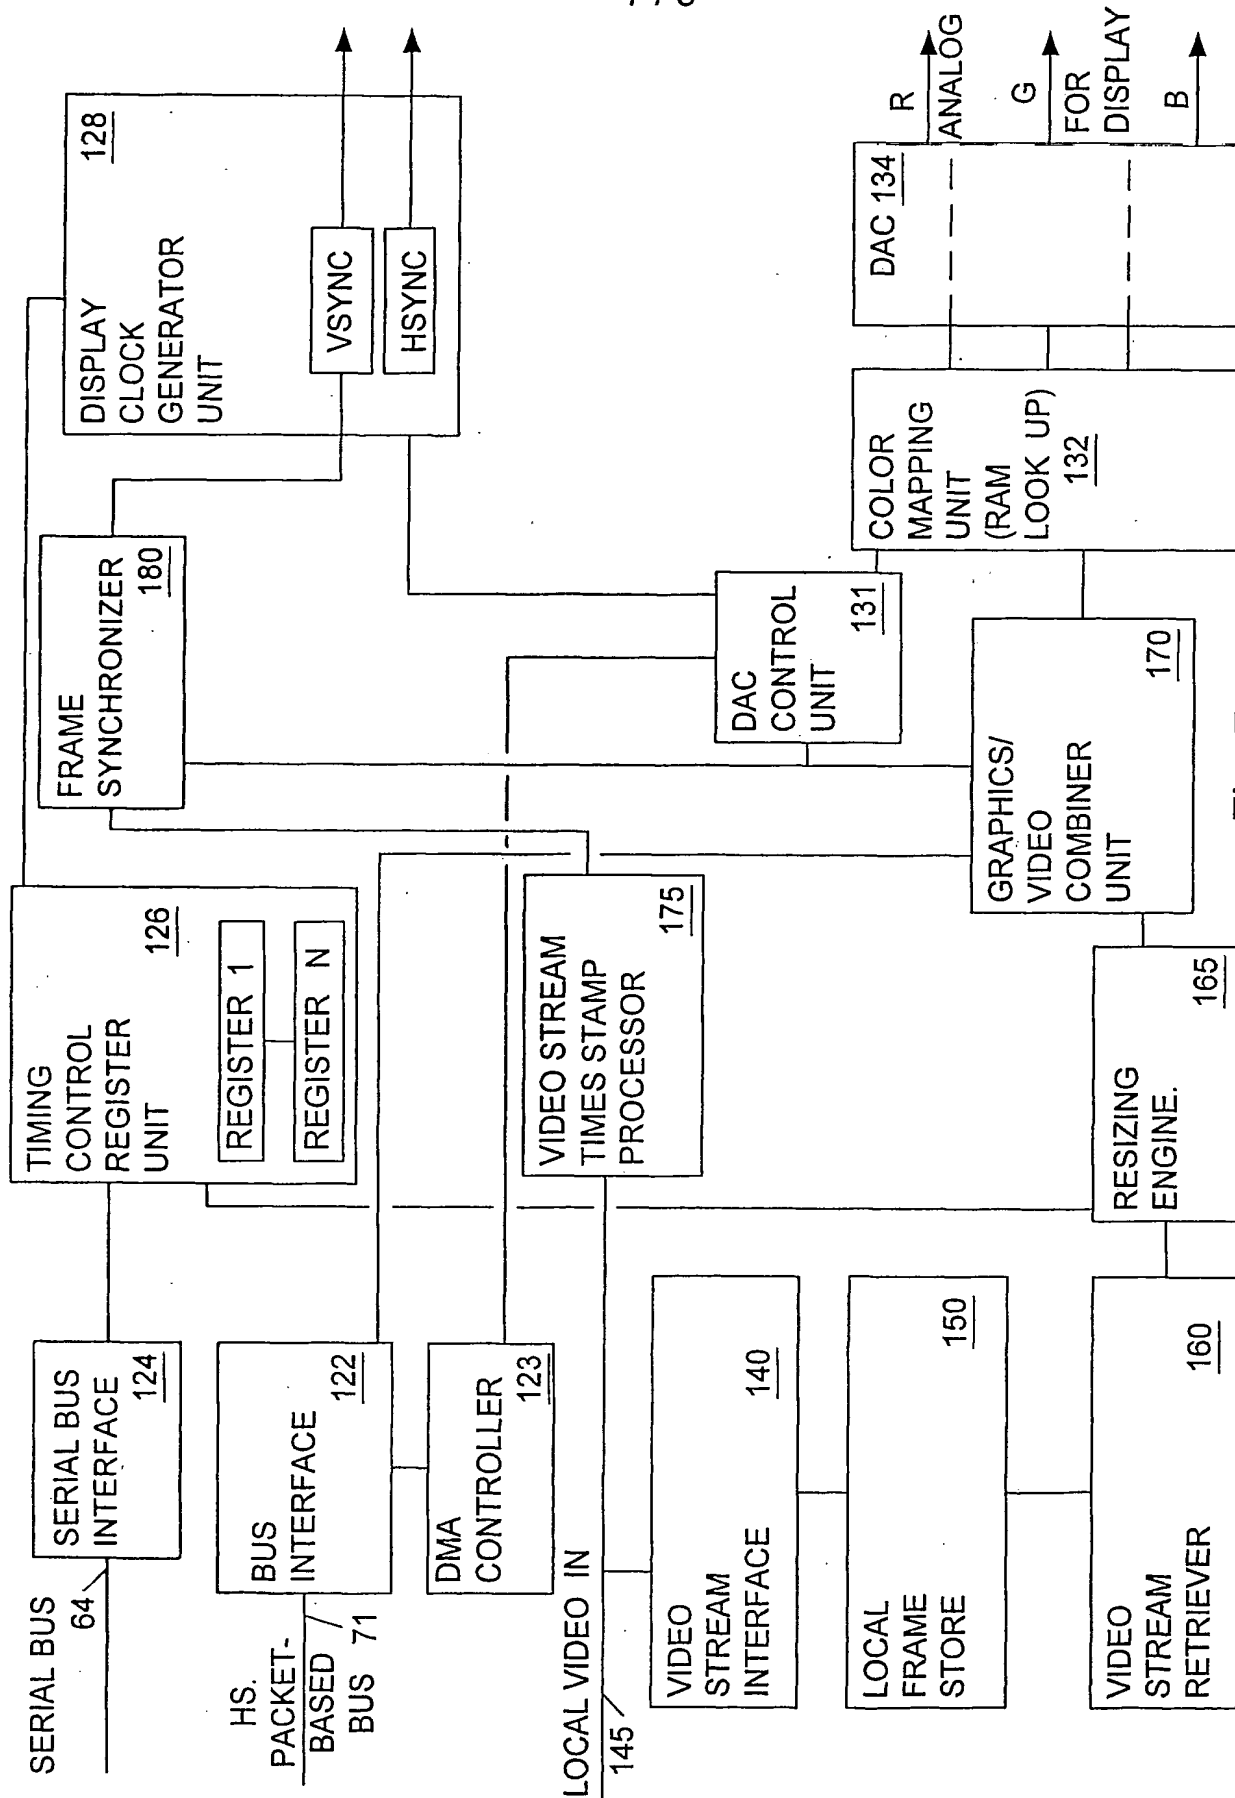 SERIAL BUS
64
SERIAL BUS
INTERFACE
124
TIMING
CONTROL
REGISTER
UNIT
126
REGISTER 1
REGISTER N
FRAME
SYNCHRONIZER
180
DISPLAY
CLOCK
GENERATOR
UNIT
128
VSYNC
HSYNC
HS.
PACKET-
BASED
BUS 71
BUS
INTERFACE
122
DMA
CONTROLLER
123
LOCAL VIDEO IN
145
VIDEO STREAM
TIMES STAMP
PROCESSOR
175
VIDEO
STREAM
INTERFACE
140
LOCAL
FRAME
STORE
150
VIDEO
STREAM
RETRIEVER
160
RESIZING
ENGINE.
165
GRAPHICS/
VIDEO
COMBINER
UNIT
170
DAC
CONTROL
UNIT
131
COLOR
MAPPING
UNIT
(RAM
LOOK UP)
132
DAC 134
R
ANALOG
G
FOR
DISPLAY
B